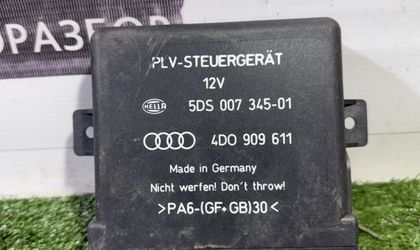 ОРАЗБОР
PLV-STEUERGERÄT
12V
HELLA 5DS 007 345-01
4D0 909 611
Made in Germany
Nicht werfen! Don't throw!
>PA6-(GF+GB)30<